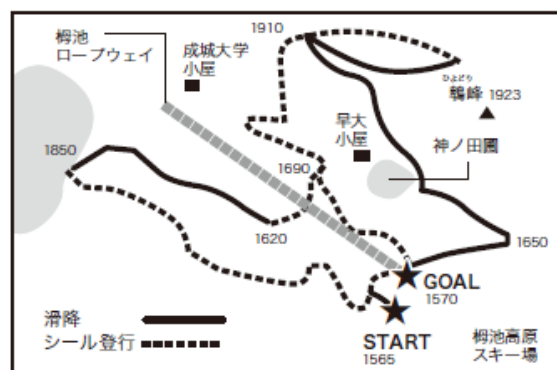 1910
栂池
ロープウェイ
成城大学
小屋
ひよどり
鵯峰 1923
早大
小屋
神ノ田圃
1850
1690
1620
1650
GOAL
1570
START
1565
滑降
シール登行
栂池高原
スキー場